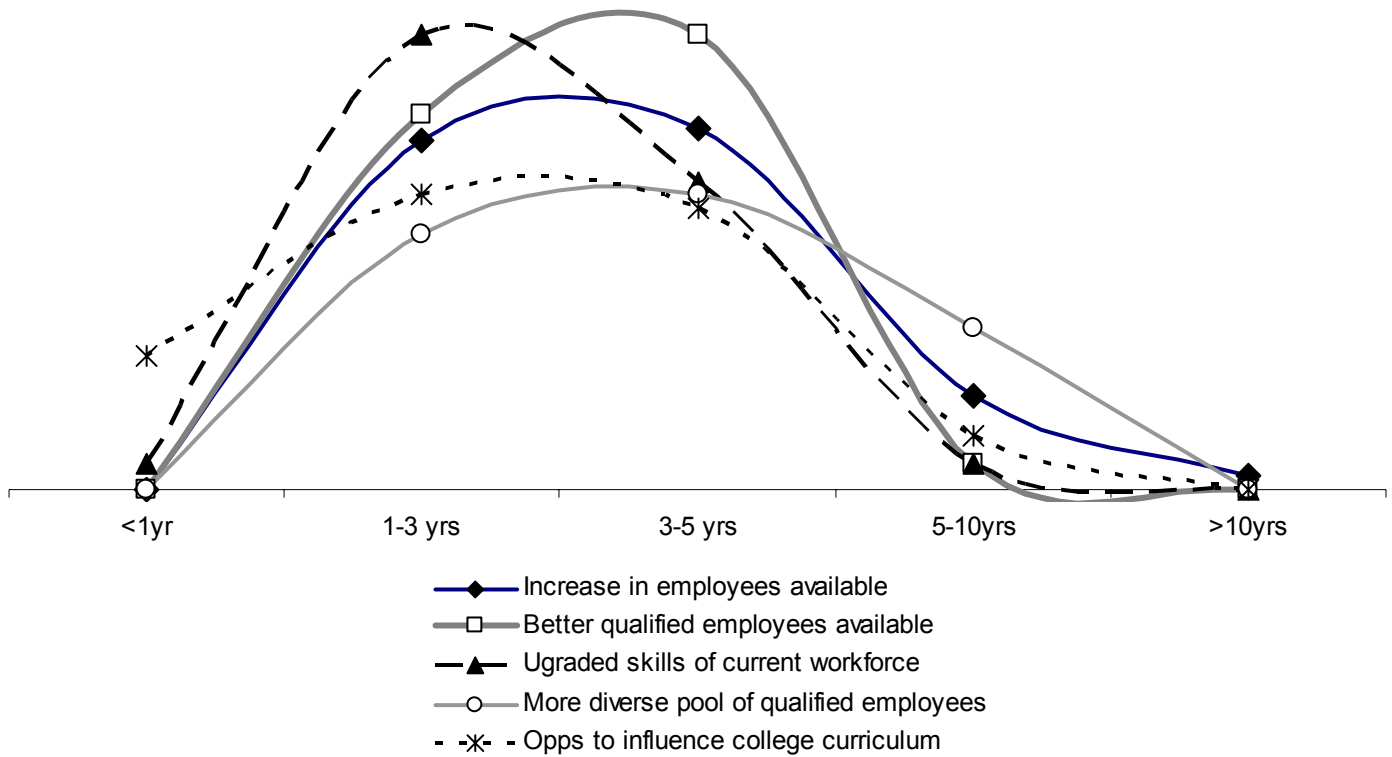 <1yr 1-3 yrs 3-5 yrs 5-10yrs >10yrs
Increase in employees available
Better qualified employees available
Ugraded skills of current workforce
More diverse pool of qualified employees
Opps to influence college curriculum